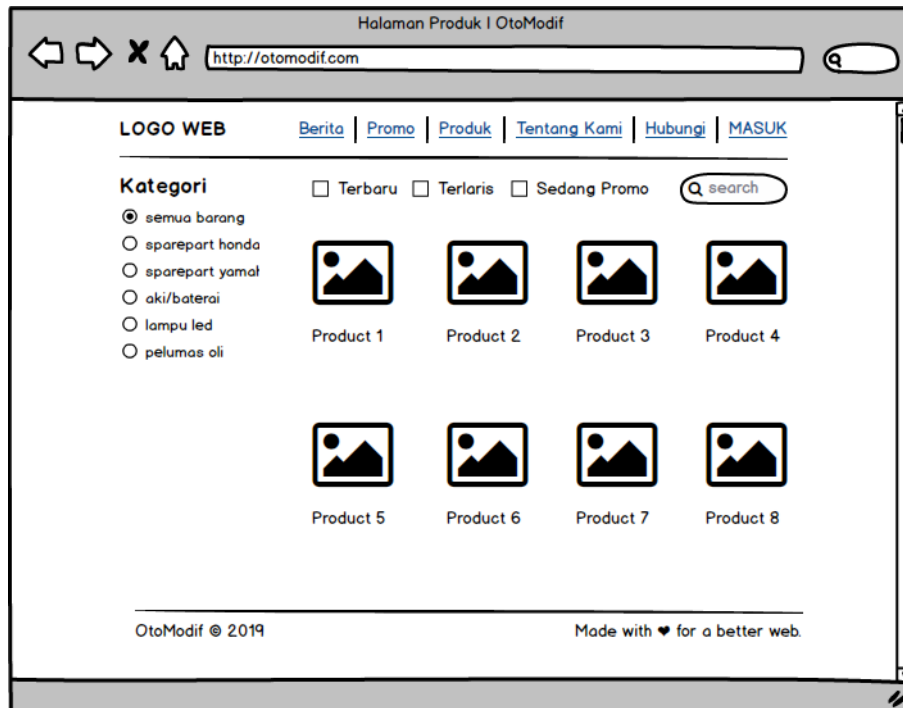 Halaman Produk | OtoModif
http://otomodif.com
LOGO WEB
Berita | Promo | Produk | Tentang Kami | Hubungi | MASUK
Kategori
semua barang
sparepart honda
sparepart yamah
aki/baterai
lampu led
pelumas oli
Terbaru Terlaris Sedang Promo search
Product 1 Product 2 Product 3 Product 4
Product 5 Product 6 Product 7 Product 8
OtoModif © 2019 Made with ❤ for a better web.